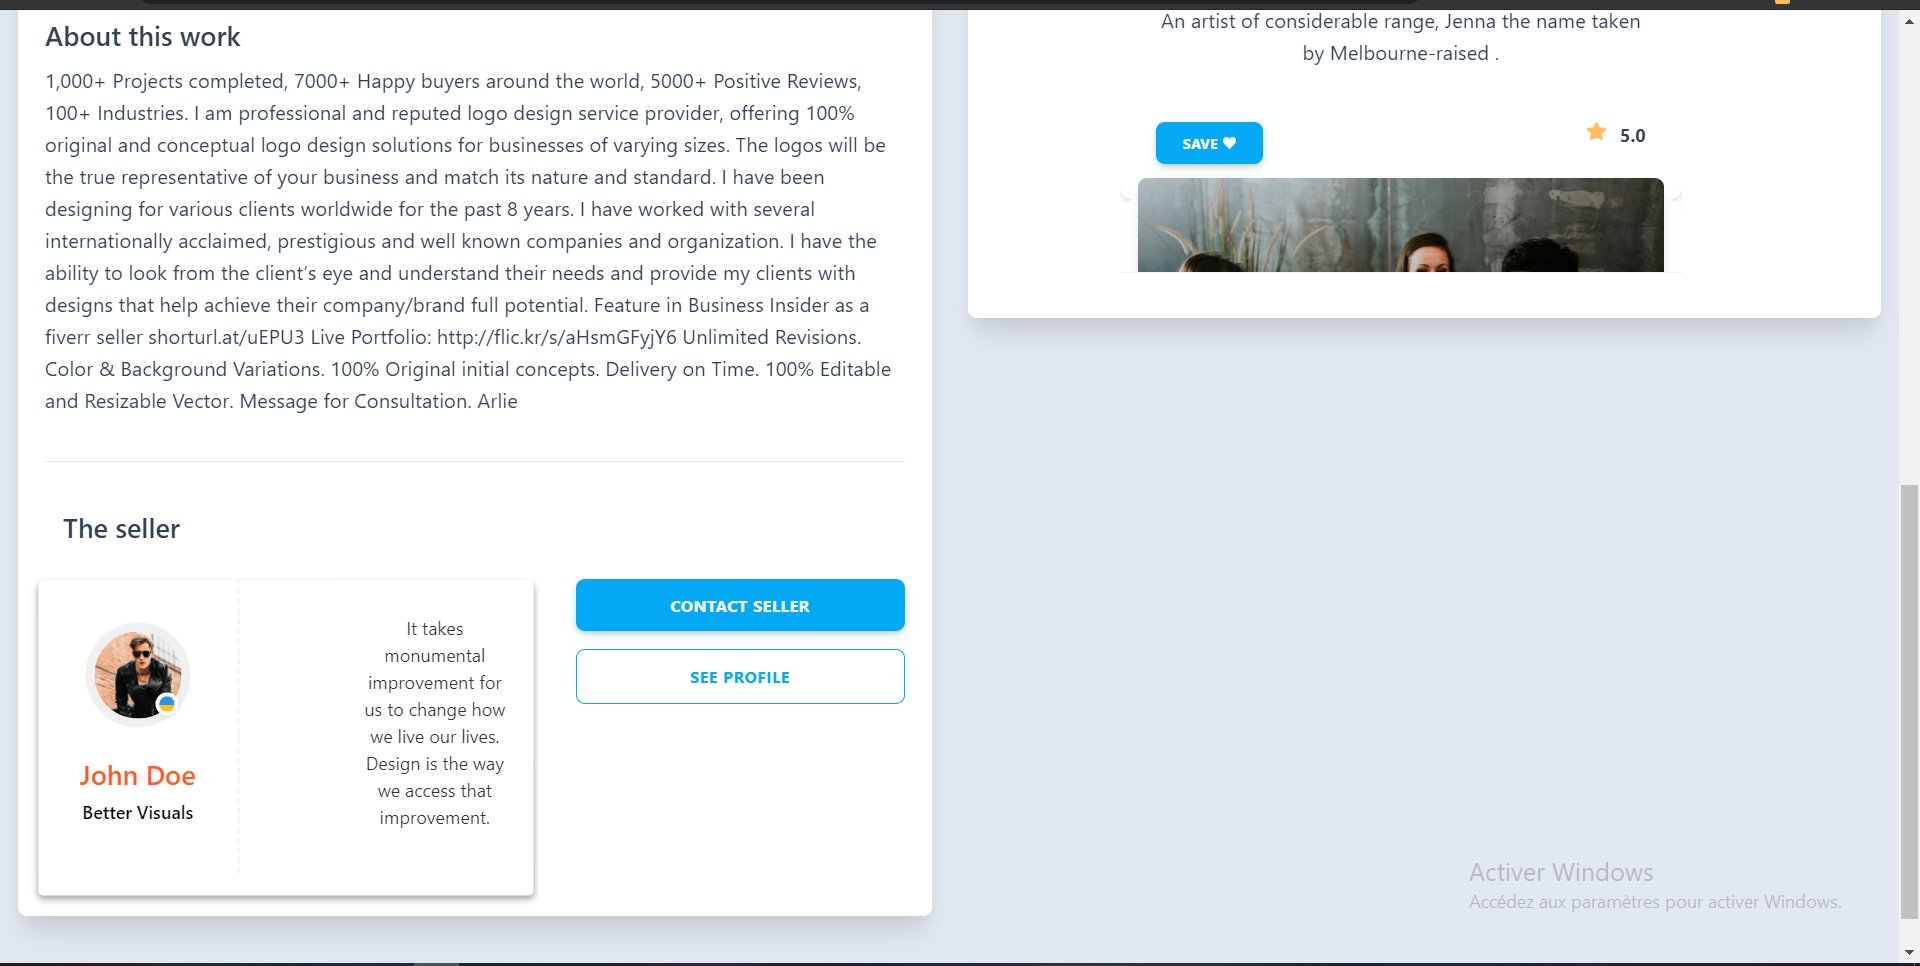 About this work
1,000+ Projects completed, 7000+ Happy buyers around the world, 5000+ Positive Reviews,
100+ Industries. I am professional and reputed logo design service provider, offering 100%
original and conceptual logo design solutions for businesses of varying sizes. The logos will be
the true representative of your business and match its nature and standard. I have been
designing for various clients worldwide for the past 8 years. I have worked with several
internationally acclaimed, prestigious and well known companies and organization. I have the
ability to look from the client’s eye and understand their needs and provide my clients with
designs that help achieve their company/brand full potential. Feature in Business Insider as a
fiverr seller shorturl.at/uEPU3 Live Portfolio: http://flic.kr/s/aHsmGFyjY6 Unlimited Revisions.
Color & Background Variations. 100% Original initial concepts. Delivery on Time. 100% Editable
and Resizable Vector. Message for Consultation. Arlie
The seller
John Doe
Better Visuals
It takes
monumental
improvement for
us to change how
we live our lives.
Design is the way
we access that
improvement.
CONTACT SELLER
SEE PROFILE
An artist of considerable range, Jenna the name taken
by Melbourne-raised .
SAVE
5.0
Activer Windows
Accédez aux paramètres pour activer Windows.